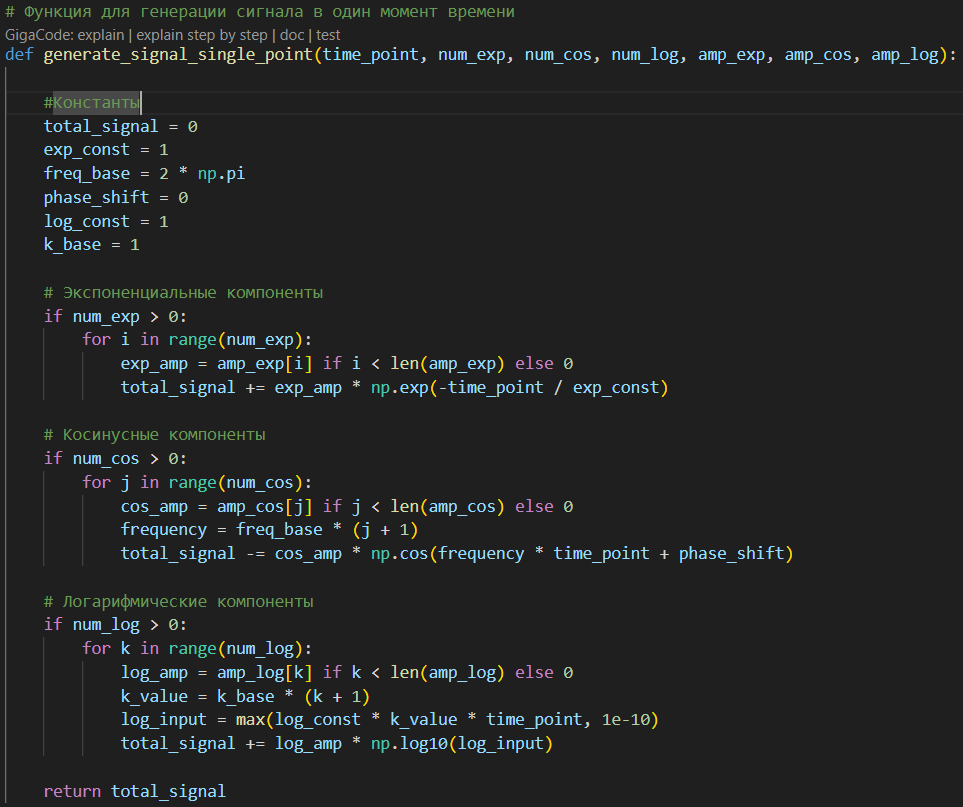 # Функция для генерации сигнала в один момент времени
GigaCode: explain | explain step by step | doc | test
def generate_signal_single_point(time_point, num_exp, num_cos, num_log, amp_exp, amp_cos, amp_log):
#Константы
total_signal = 0
exp_const = 1
freq_base = 2 * np.pi
phase_shift = 0
log_const = 1
k_base = 1
# Экспоненциальные компоненты
if num_exp > 0:
for i in range(num_exp):
exp_amp = amp_exp[i] if i < len(amp_exp) else 0
total_signal += exp_amp * np.exp(-time_point / exp_const)
# Косинусные компоненты
if num_cos > 0:
for j in range(num_cos):
cos_amp = amp_cos[j] if j < len(amp_cos) else 0
frequency = freq_base * (j + 1)
total_signal -= cos_amp * np.cos(frequency * time_point + phase_shift)
# Логарифмические компоненты
if num_log > 0:
for k in range(num_log):
log_amp = amp_log[k] if k < len(amp_log) else 0
k_value = k_base * (k + 1)
log_input = max(log_const * k_value * time_point, 1e-10)
total_signal += log_amp * np.log10(log_input)
return total_signal